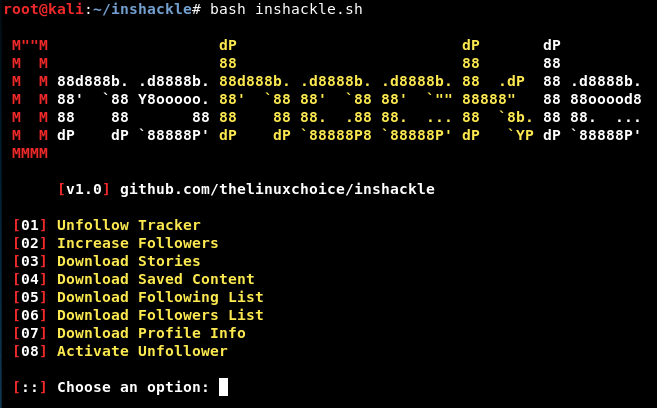 root@kali:~/inshackle# bash inshackle.sh
M""M                   dP                         dP       dP
M  M                   88                         88       88
M  M 88d888b. .d8888b. 88d888b. .d8888b. .d8888b. 88  .dP  88 .d8888b.
M  M 88'  `88 Y8ooooo. 88'  `88 88'  `88 88'  `"" 88888"   88 88ooood8
M  M 88    88       88 88    88 88.  .88 88.  ... 88  `8b. 88 88.  ...
M  M dP    dP `88888P' dP    dP `88888P8 `88888P' dP   `YP dP `88888P'
MMMM
[v1.0] github.com/thelinuxchoice/inshackle
[01] Unfollow Tracker
[02] Increase Followers
[03] Download Stories
[04] Download Saved Content
[05] Download Following List
[06] Download Followers List
[07] Download Profile Info
[08] Activate Unfollower
[::] Choose an option: